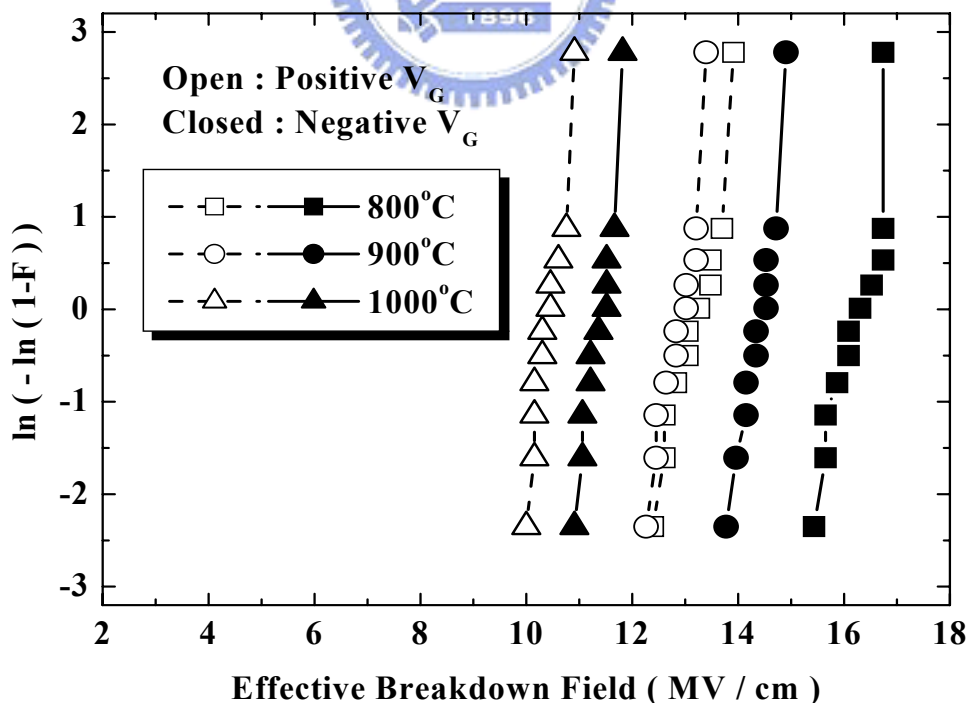 1896
Open : Positive V_G
Closed : Negative V_G
800°C
900°C
1000°C
ln ( - ln ( 1-F ) )
3
2
1
0
-1
-2
-3
2 4 6 8 10 12 14 16 18
Effective Breakdown Field ( MV / cm )